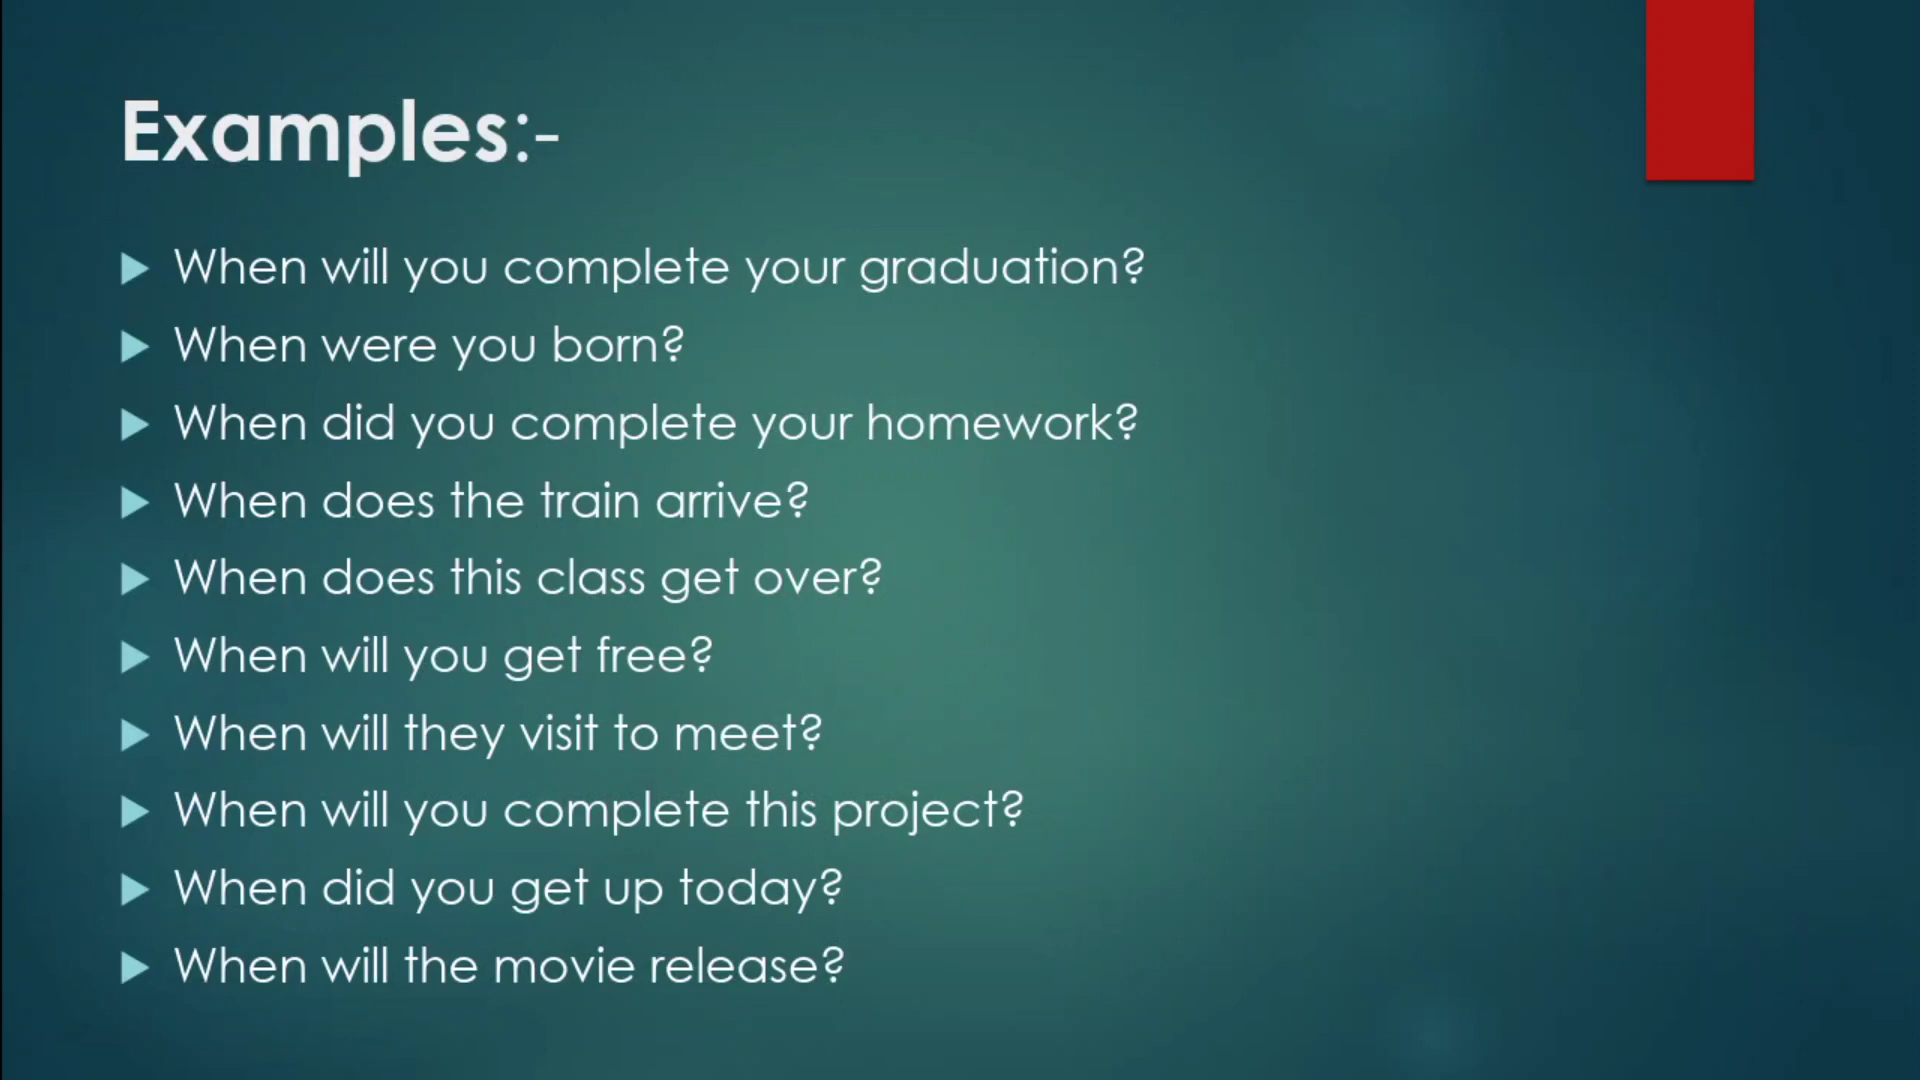 Examples:-
When will you complete your graduation?
When were you born?
When did you complete your homework?
When does the train arrive?
When does this class get over?
When will you get free?
When will they visit to meet?
When will you complete this project?
When did you get up today?
When will the movie release?